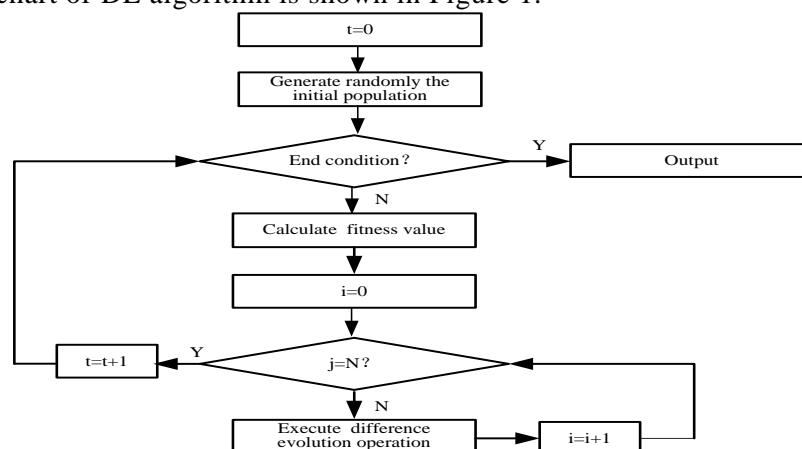 chart of DE algorithm is shown in Figure 1.
t=0
Generate randomly the
initial population
End condition?
Y
Output
N
Calculate fitness value
i=0
Y
t=t+1
j=N?
N
Execute difference
evolution operation
i=i+1